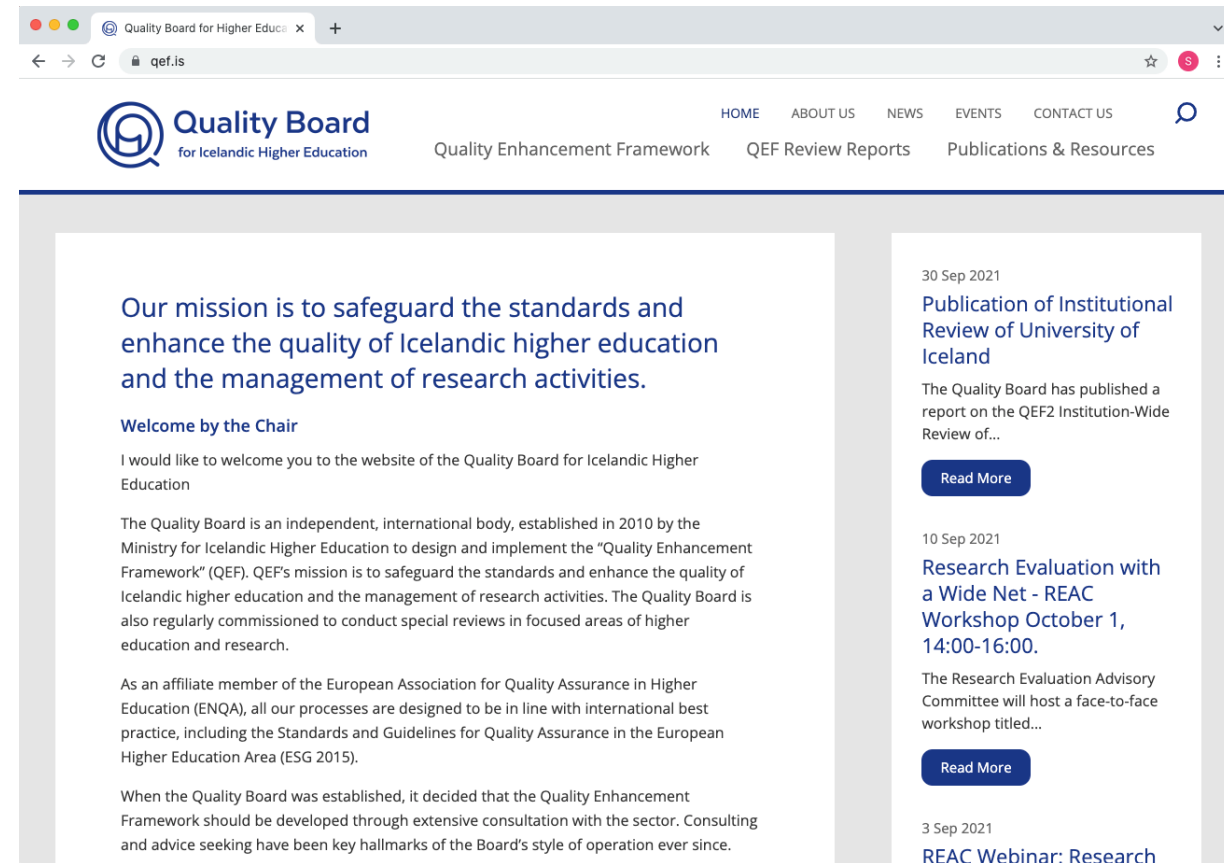 Quality Board for Higher Educa
qef.is
S
Quality Board
for Icelandic Higher Education
HOME ABOUT US NEWS EVENTS CONTACT US
Quality Enhancement Framework QEF Review Reports Publications & Resources
Our mission is to safeguard the standards and
enhance the quality of Icelandic higher education
and the management of research activities.
Welcome by the Chair
I would like to welcome you to the website of the Quality Board for Icelandic Higher
Education
The Quality Board is an independent, international body, established in 2010 by the
Ministry for Icelandic Higher Education to design and implement the “Quality Enhancement
Framework” (QEF). QEF’s mission is to safeguard the standards and enhance the quality of
Icelandic higher education and the management of research activities. The Quality Board is
also regularly commissioned to conduct special reviews in focused areas of higher
education and research.
As an affiliate member of the European Association for Quality Assurance in Higher
Education (ENQA), all our processes are designed to be in line with international best
practice, including the Standards and Guidelines for Quality Assurance in the European
Higher Education Area (ESG 2015).
When the Quality Board was established, it decided that the Quality Enhancement
Framework should be developed through extensive consultation with the sector. Consulting
and advice seeking have been key hallmarks of the Board’s style of operation ever since.
30 Sep 2021
Publication of Institutional
Review of University of
Iceland
The Quality Board has published a
report on the QEF2 Institution-Wide
Review of...
Read More
10 Sep 2021
Research Evaluation with
a Wide Net - REAC
Workshop October 1,
14:00-16:00.
The Research Evaluation Advisory
Committee will host a face-to-face
workshop titled...
Read More
3 Sep 2021
REAC Webinar: Research